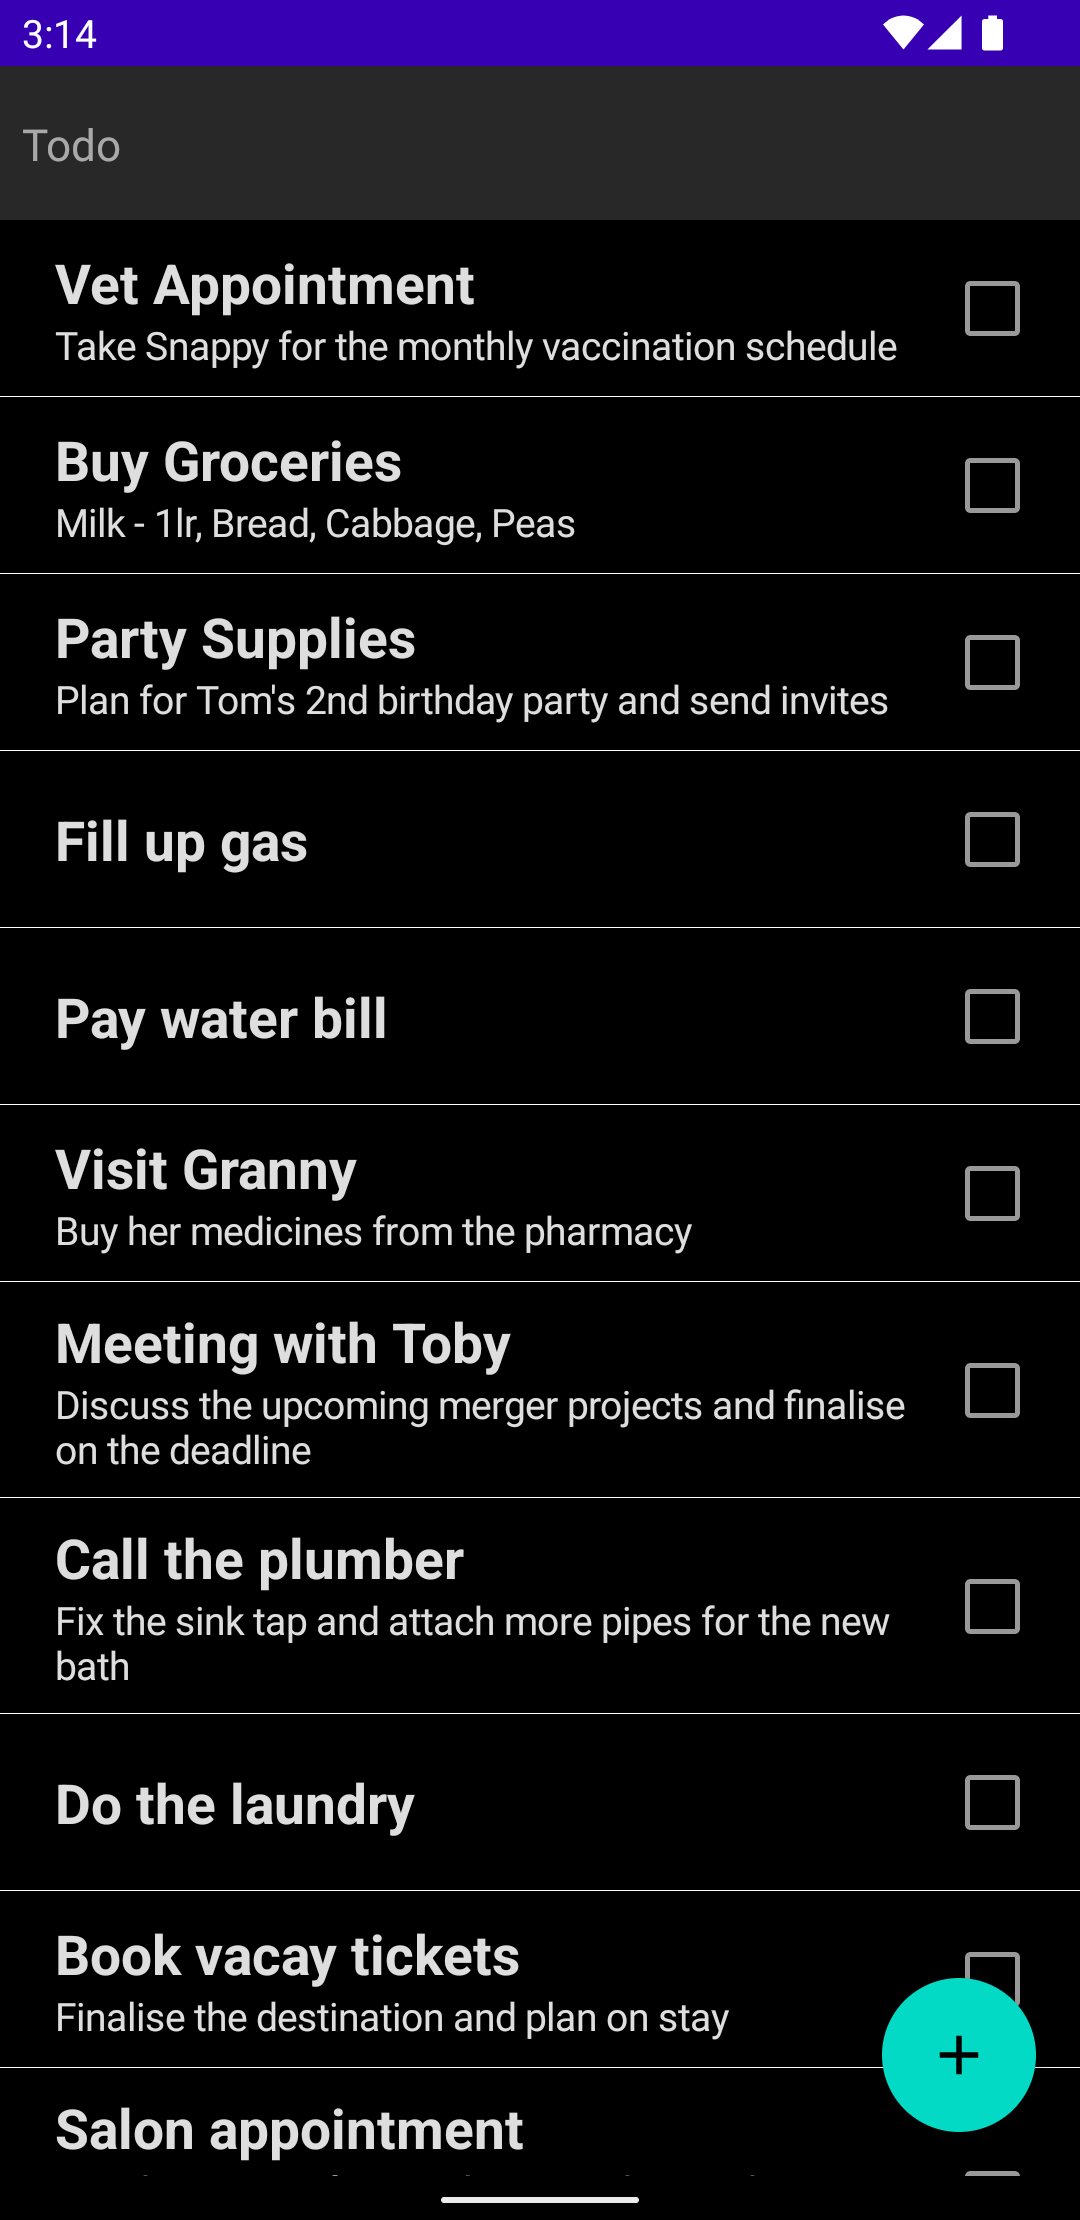 3:14
Todo
Vet Appointment
Take Snappy for the monthly vaccination schedule
Buy Groceries
Milk - 1lr, Bread, Cabbage, Peas
Party Supplies
Plan for Tom's 2nd birthday party and send invites
Fill up gas
Pay water bill
Visit Granny
Buy her medicines from the pharmacy
Meeting with Toby
Discuss the upcoming merger projects and finalise
on the deadline
Call the plumber
Fix the sink tap and attach more pipes for the new
bath
Do the laundry
Book vacay tickets
Finalise the destination and plan on stay
Salon appointment